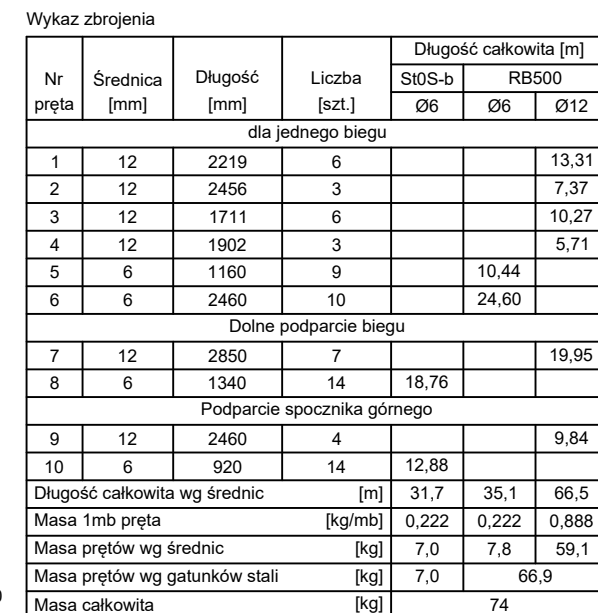 Wykaz zbrojenia
Długość całkowita [m]
Nr Średnica Długość Liczba St0S-b RB500
pręta [mm] [mm] [szt.] Ø6 Ø6 Ø12
dla jednego biegu
1 12 2219 6 13,31
2 12 2456 3 7,37
3 12 1711 6 10,27
4 12 1902 3 5,71
5 6 1160 9 10,44
6 6 2460 10 24,60
Dolne podparcie biegu
7 12 2850 7 19,95
8 6 1340 14 18,76
Podparcie spocznika górnego
9 12 2460 4 9,84
10 6 920 14 12,88
Długość całkowita wg średnic [m] 31,7 35,1 66,5
Masa 1mb pręta [kg/mb] 0,222 0,222 0,888
Masa prętów wg średnic [kg] 7,0 7,8 59,1
Masa prętów wg gatunków stali [kg] 7,0 66,9
Masa całkowita [kg] 74